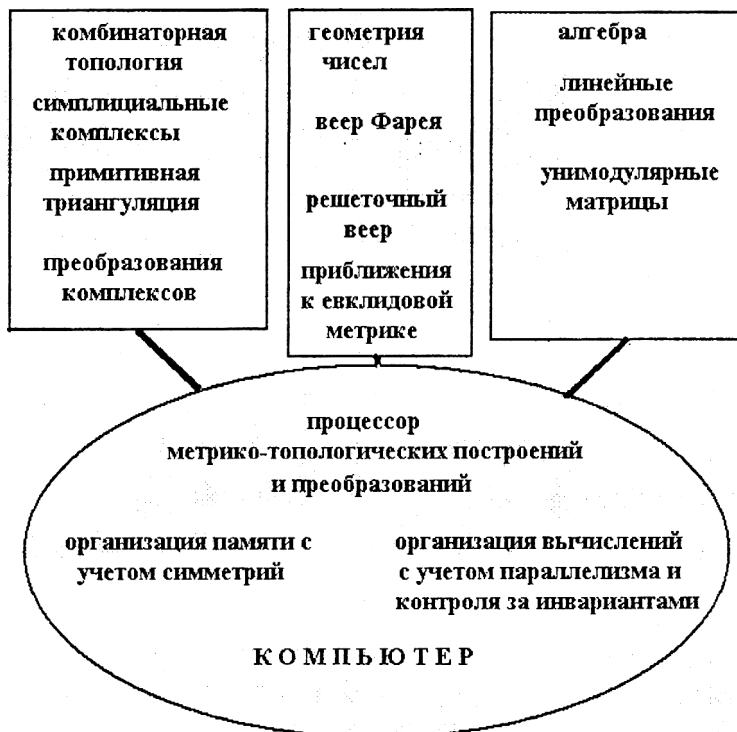 комбинаторная
топология
симплициальные
комплексы
примитивная
триангуляция
преобразования
комплексов
геометрия
чисел
веер Фарея
решеточный
веер
приближения
к евклидовой
метрике
алгебра
линейные
преобразования
унимодулярные
матрицы
процессор
метрико-топологических построений
и преобразований
организация памяти с
учетом симметрий
организация вычислений
с учетом параллелизма и
контроля за инвариантами
К О М П Ь Ю Т Е Р